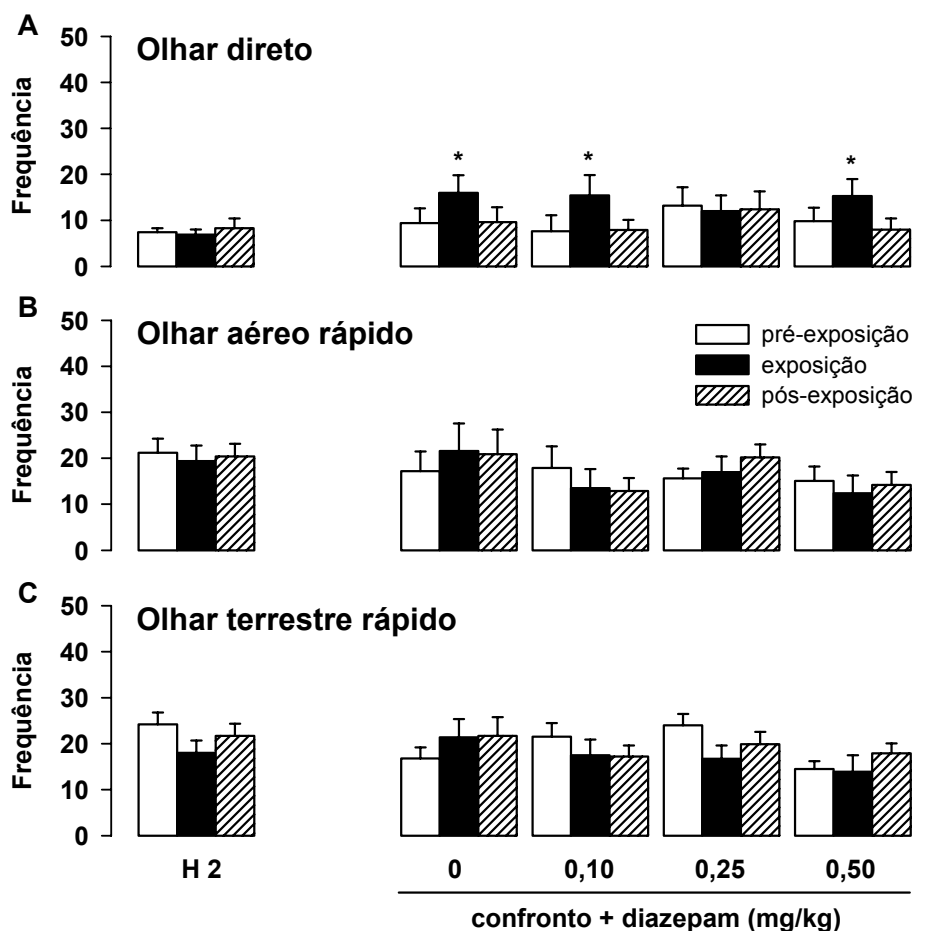 A
Olhar direto
50
40
30
20
10
0
Frequência
* * *
B
Olhar aéreo rápido
50
40
30
20
10
0
Frequência
pré-exposição
exposição
pós-exposição
C
Olhar terrestre rápido
50
40
30
20
10
0
Frequência
H 2 0 0,10 0,25 0,50
confronto + diazepam (mg/kg)